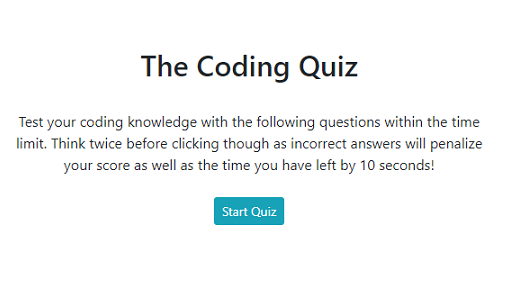 The Coding Quiz
Test your coding knowledge with the following questions within the time
limit. Think twice before clicking though as incorrect answers will penalize
your score as well as the time you have left by 10 seconds!
Start Quiz